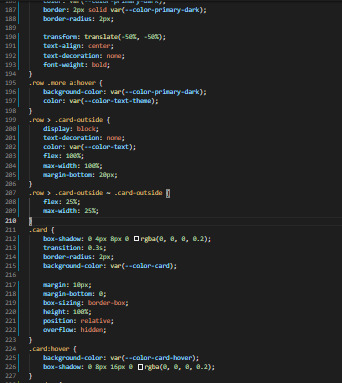 187 border: 2px solid var(--color-primary-dark);
188 border-radius: 2px;
189
190 transform: translate(-50%, -50%);
191 text-align: center;
192 text-decoration: none;
193 font-weight: bold;
194 }
195 .row .more a:hover {
196 background-color: var(--color-primary-dark);
197 color: var(--color-text-theme);
198 }
199 .row > .card-outside {
200 display: block;
201 text-decoration: none;
202 color: var(--color-text);
203 flex: 100%;
204 max-width: 100%;
205 margin-bottom: 20px;
206 }
207 .row > .card-outside ~ .card-outside {
208 flex: 25%;
209 max-width: 25%;
210 }
211 .card {
212 box-shadow: 0 4px 8px 0 rgba(0, 0, 0, 0.2);
213 transition: 0.3s;
214 border-radius: 2px;
215 background-color: var(--color-card);
216
217 margin: 10px;
218 margin-bottom: 0;
219 box-sizing: border-box;
220 height: 100%;
221 position: relative;
222 overflow: hidden;
223 }
224 .card:hover {
225 background-color: var(--color-card-hover);
226 box-shadow: 0 8px 16px 0 rgba(0, 0, 0, 0.2);
227 }